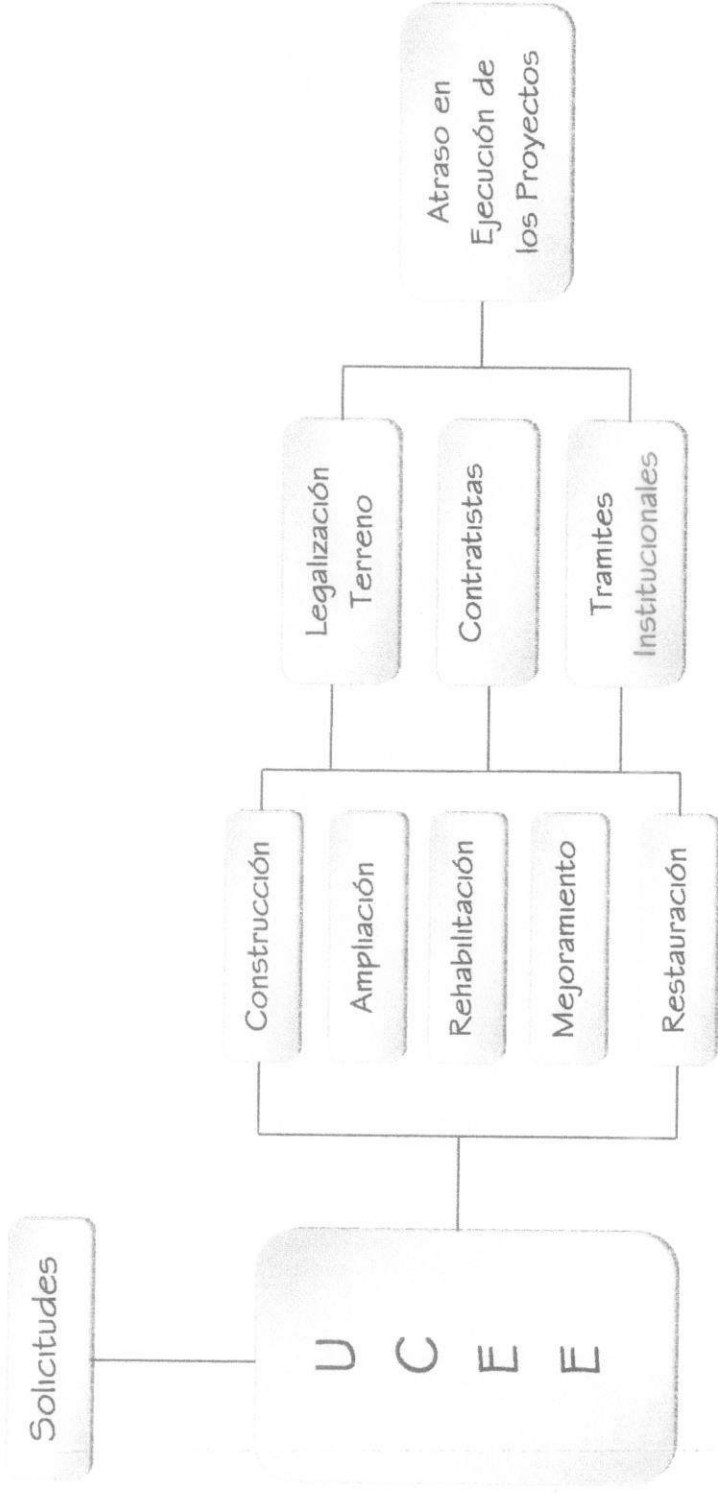 Solicitudes
U
C
E
E
Construcción
Ampliación
Rehabilitación
Mejoramiento
Restauración
Legalización
Terreno
Contratistas
Tramites
Institucionales
Atraso en
Ejecución de
los Proyectos